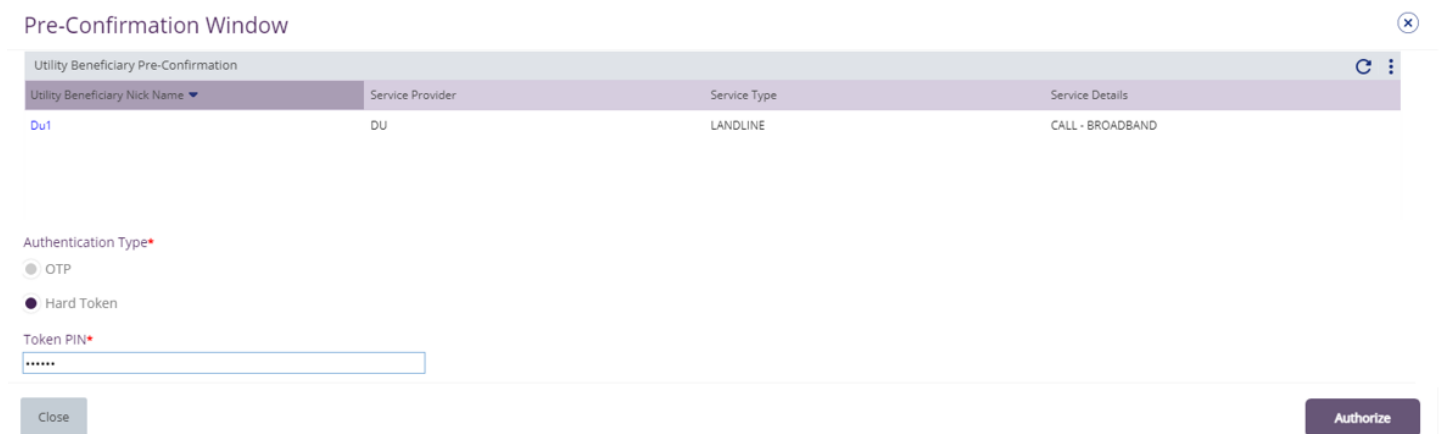 Pre-Confirmation Window
Utility Beneficiary Pre-Confirmation
Utility Beneficiary Nick Name Service Provider Service Type Service Details
Du1 DU LANDLINE CALL - BROADBAND
Authentication Type*
OTP
Hard Token
Token PIN*
••••••
Close Authorize